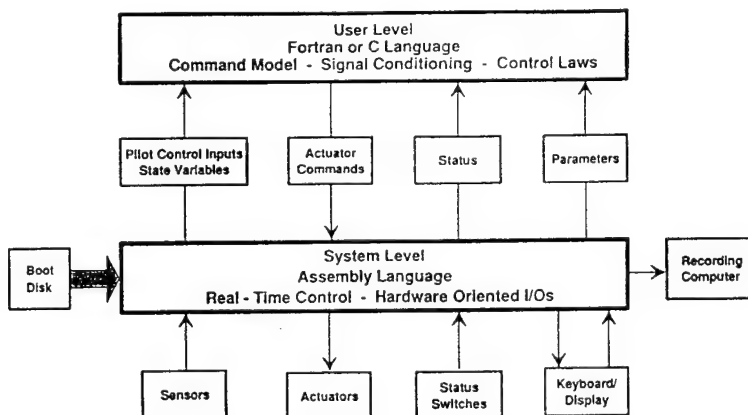 User Level
Fortran or C Language
Command Model - Signal Conditioning - Control Laws
Pilot Control Inputs
State Variables
Actuator
Commands
Status
Parameters
Boot
Disk
System Level
Assembly Language
Real - Time Control - Hardware Oriented I/Os
Recording
Computer
Sensors
Actuators
Status
Switches
Keyboard/
Display